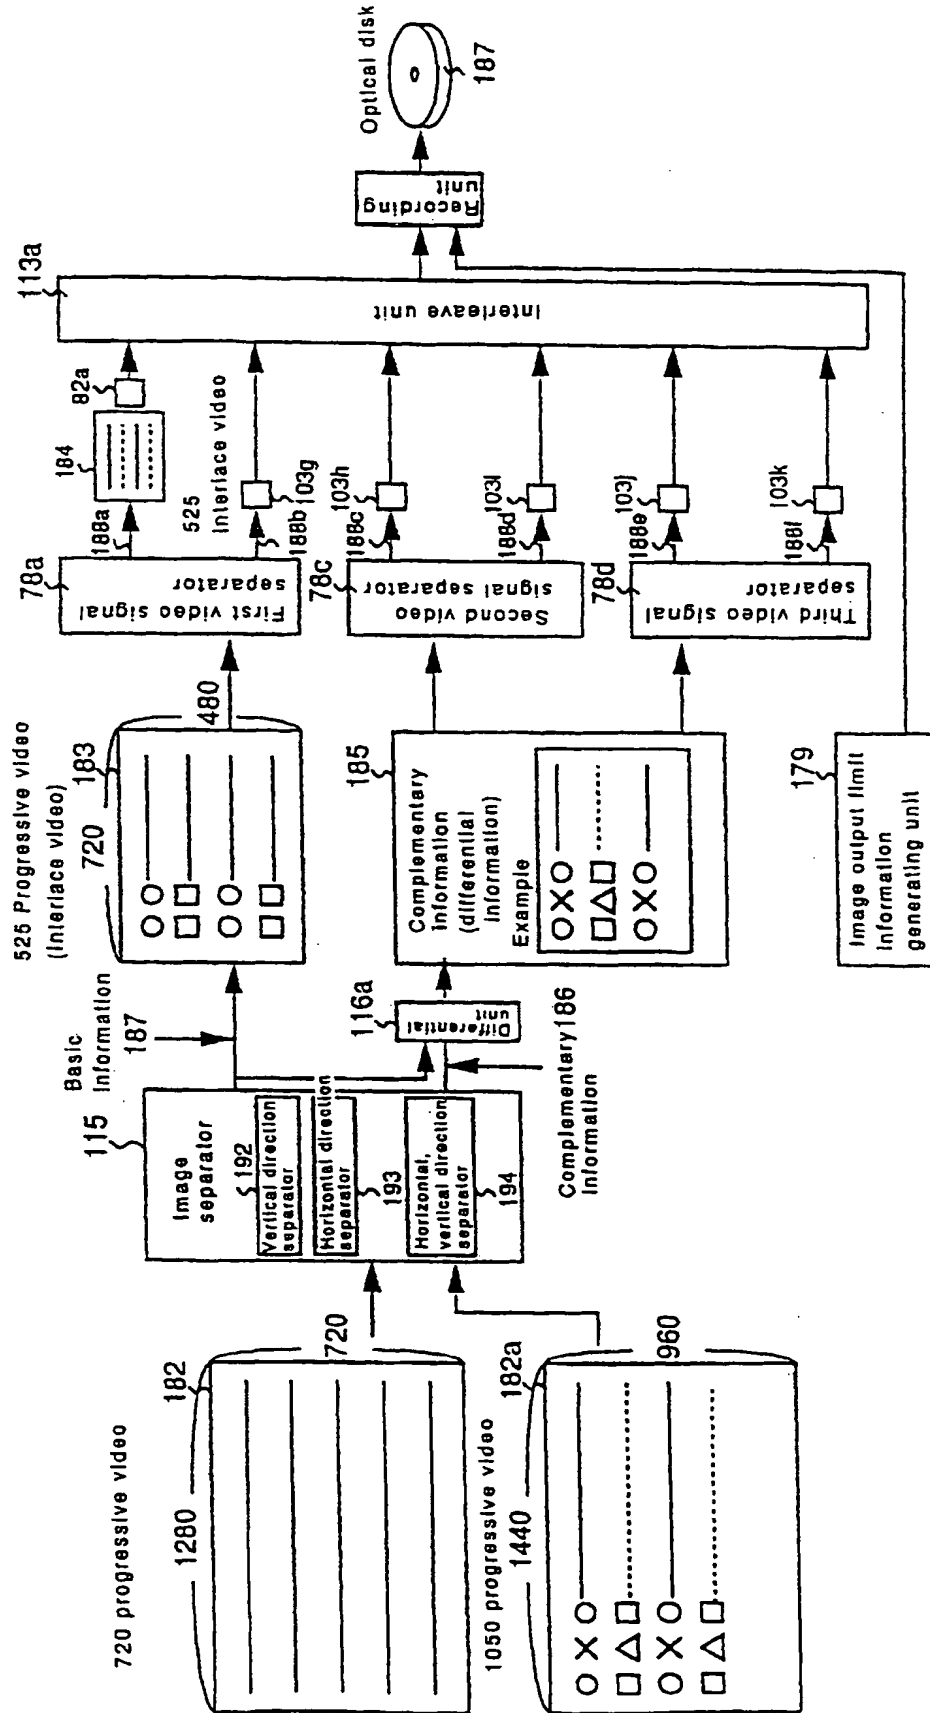 720 progressive video
1280
182
720
1050 progressive video
1440
182a
960
115
Image
separator
192
Vertical direction
separator
Horizontal direction
separator
193
Horizontal,
vertical direction
separator
194
Basic
Information
187
116a
Differential
unit
Complementary
Information
186
525 Progressive video
(Interlace video)
720
183
480
185
Complementary
Information
(differential
Information)
Example
179
Image output limit
Information
generating unit
78a
First video signal
separator
188a
184
82a
525
Interlace video
188b
103g
78c
Second video
signal separator
188c
103h
188d
103i
78d
Third video signal
separator
188e
103j
188f
103k
113a
Interleave unit
Recording
unit
Optical disk
187